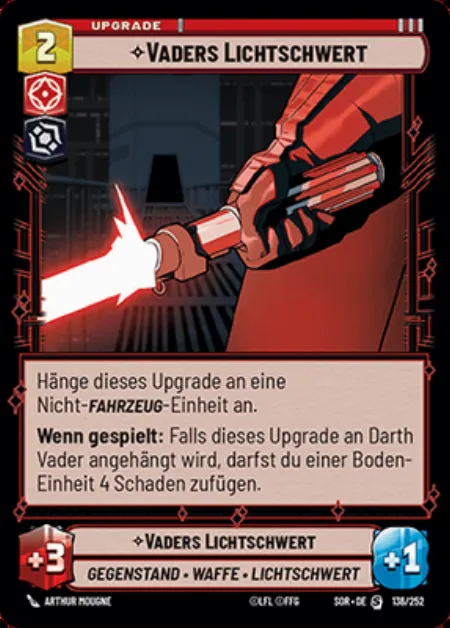 UPGRADE
2
✧VADERS LICHTSCHWERT
Hänge dieses Upgrade an eine
Nicht-FAHRZEUG-Einheit an.
Wenn gespielt: Falls dieses Upgrade an Darth
Vader angehängt wird, darfst du einer Boden-
Einheit 4 Schaden zufügen.
+3
✧VADERS LICHTSCHWERT
GEGENSTAND • WAFFE • LICHTSCHWERT
+1
ARTHUR MOUGNE
©LFL ⓒFFG
SOR • DE
136/252